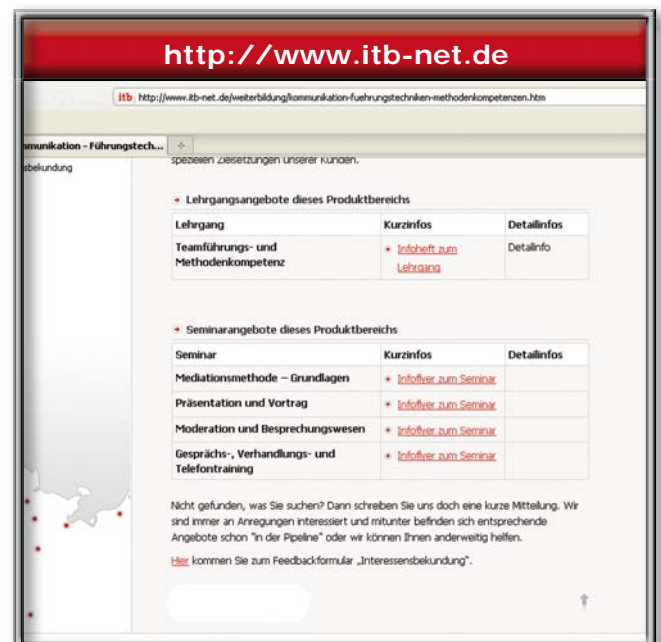 http://www.itb-net.de
itb http://www.itb-net.de/weiterbildung/kommunikation-fuehrungstechniken-methodenkompetenzen.htm
mmunikation - Führungstech...
sbekundung
speziellen Zielsetzungen unserer Kunden.
Lehrgangsangebote dieses Produktbereichs
Lehrgang Kurzinfos Detailinfos
Teamführungs- und Infoheft zum Detailinfo
Methodenkompetenz Lehrgang
Seminarangebote dieses Produktbereichs
Seminar Kurzinfos Detailinfos
Mediationsmethode – Grundlagen Infoflyer zum Seminar
Präsentation und Vortrag Infoflyer zum Seminar
Moderation und Besprechungswesen Infoflyer zum Seminar
Gesprächs-, Verhandlungs- und Infoflyer zum Seminar
Telefontraining
Nicht gefunden, was Sie suchen? Dann schreiben Sie uns doch eine kurze Mitteilung. Wir
sind immer an Anregungen interessiert und mitunter befinden sich entsprechende
Angebote schon "in der Pipeline" oder wir können Ihnen anderweitig helfen.
Hier kommen Sie zum Feedbackformular „Interessensbekundung".